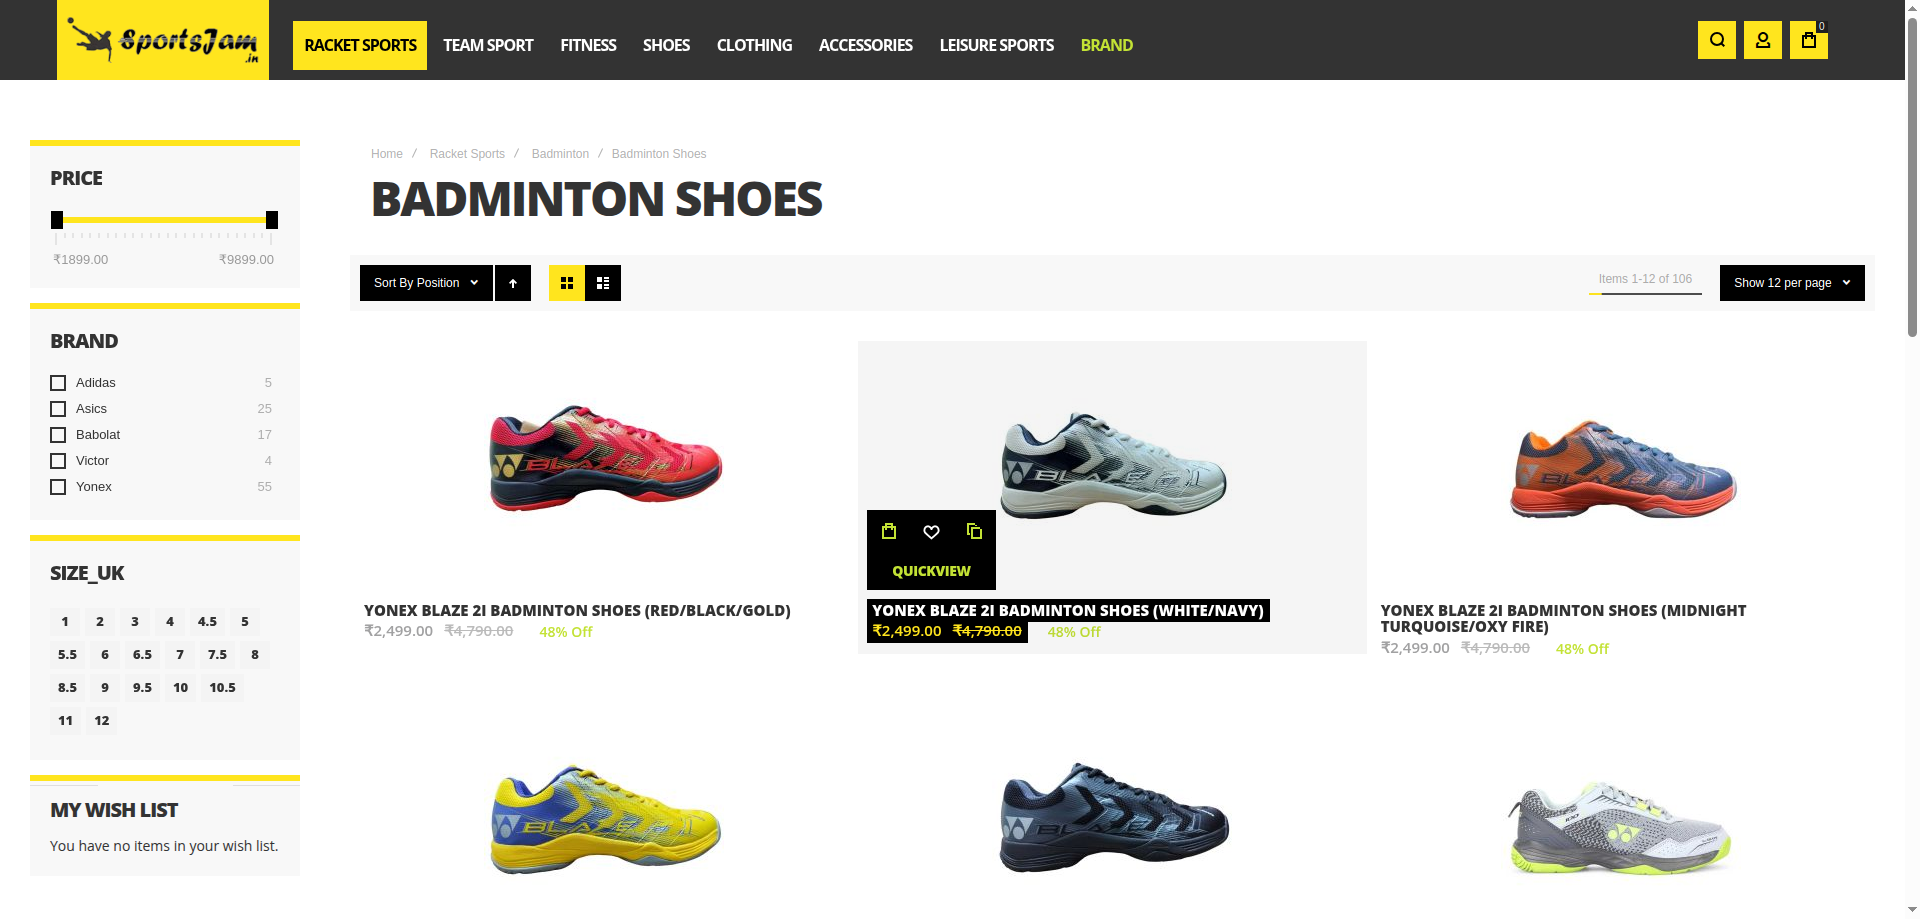 SportsJam
.in
RACKET SPORTS
TEAM SPORT
FITNESS
SHOES
CLOTHING
ACCESSORIES
LEISURE SPORTS
BRAND
0
PRICE
₹1899.00
₹9899.00
BRAND
Adidas 5
Asics 25
Babolat 17
Victor 4
Yonex 55
SIZE_UK
1 2 3 4 4.5 5
5.5 6 6.5 7 7.5 8
8.5 9 9.5 10 10.5
11 12
MY WISH LIST
You have no items in your wish list.
Home / Racket Sports / Badminton / Badminton Shoes
BADMINTON SHOES
Sort By Position
Items 1-12 of 106
Show 12 per page
BLAZE
YONEX BLAZE 2I BADMINTON SHOES (RED/BLACK/GOLD)
₹2,499.00 ₹4,790.00 48% Off
BLAZE
QUICKVIEW
YONEX BLAZE 2I BADMINTON SHOES (WHITE/NAVY)
₹2,499.00 ₹4,790.00 48% Off
BLAZE
YONEX BLAZE 2I BADMINTON SHOES (MIDNIGHT
TURQUOISE/OXY FIRE)
₹2,499.00 ₹4,790.00 48% Off
BLAZE
BLAZE